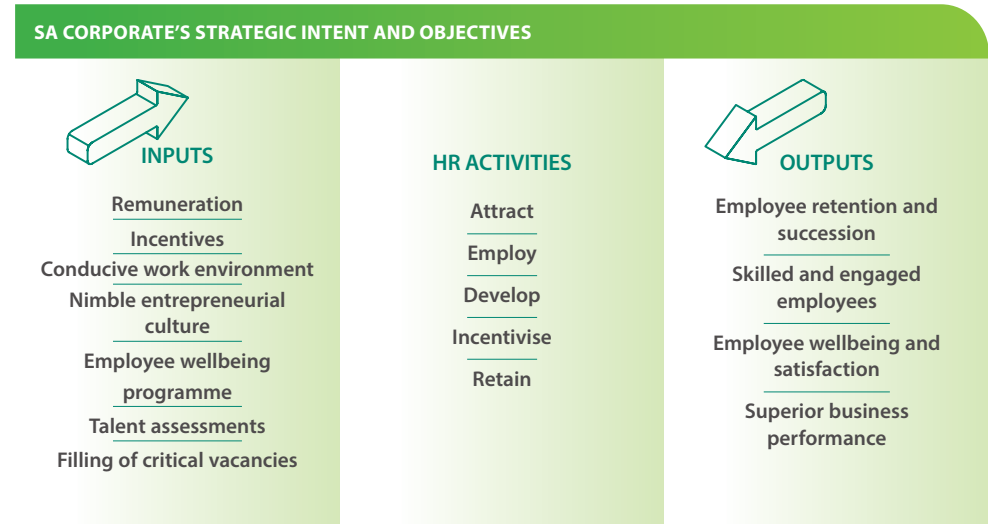 SA CORPORATE'S STRATEGIC INTENT AND OBJECTIVES
INPUTS
Remuneration
Incentives
Conducive work environment
Nimble entrepreneurial
culture
Employee wellbeing
programme
Talent assessments
Filling of critical vacancies
HR ACTIVITIES
Attract
Employ
Develop
Incentivise
Retain
OUTPUTS
Employee retention and
succession
Skilled and engaged
employees
Employee wellbeing and
satisfaction
Superior business
performance